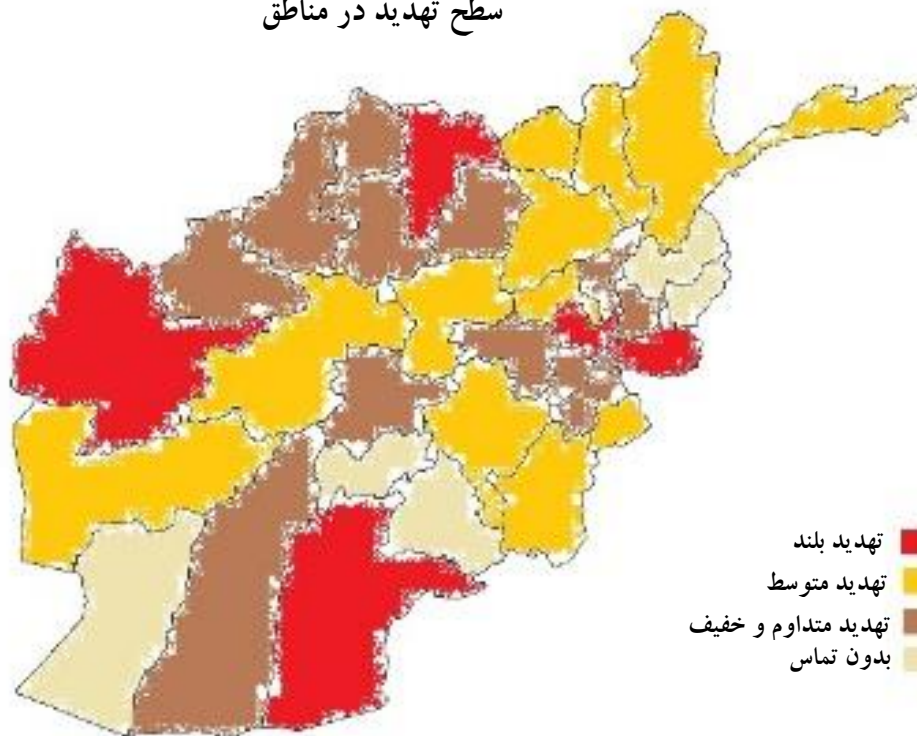 سطح تهدید در مناطق
تهدید بلند
تهدید متوسط
تهدید متداوم و خفیف
بدون تماس